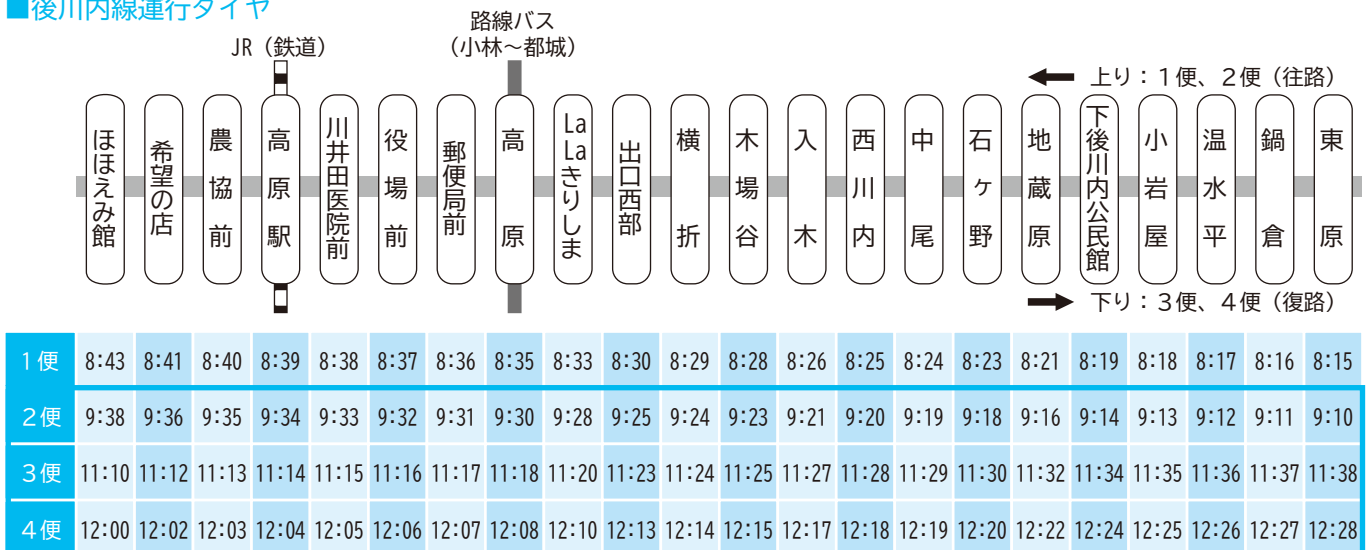 ■後川内線運行ダイヤ
路線バス
JR（鉄道）
（小林～都城）
上り：1便、2便（往路）
ほほえみ館
希望の店
農協前
高原駅
川井田医院前
役場前
郵便局前
高原
LaLaきりしま
出口西部
横折
木場谷
入木
西川内
中尾
石ヶ野
地蔵原
下後川内公民館
小岩屋
温水平
鍋倉
東原
下り：3便、4便（復路）
1便 8:43 8:41 8:40 8:39 8:38 8:37 8:36 8:35 8:33 8:30 8:29 8:28 8:26 8:25 8:24 8:23 8:21 8:19 8:18 8:17 8:16 8:15
2便 9:38 9:36 9:35 9:34 9:33 9:32 9:31 9:30 9:28 9:25 9:24 9:23 9:21 9:20 9:19 9:18 9:16 9:14 9:13 9:12 9:11 9:10
3便 11:10 11:12 11:13 11:14 11:15 11:16 11:17 11:18 11:20 11:23 11:24 11:25 11:27 11:28 11:29 11:30 11:32 11:34 11:35 11:36 11:37 11:38
4便 12:00 12:02 12:03 12:04 12:05 12:06 12:07 12:08 12:10 12:13 12:14 12:15 12:17 12:18 12:19 12:20 12:22 12:24 12:25 12:26 12:27 12:28